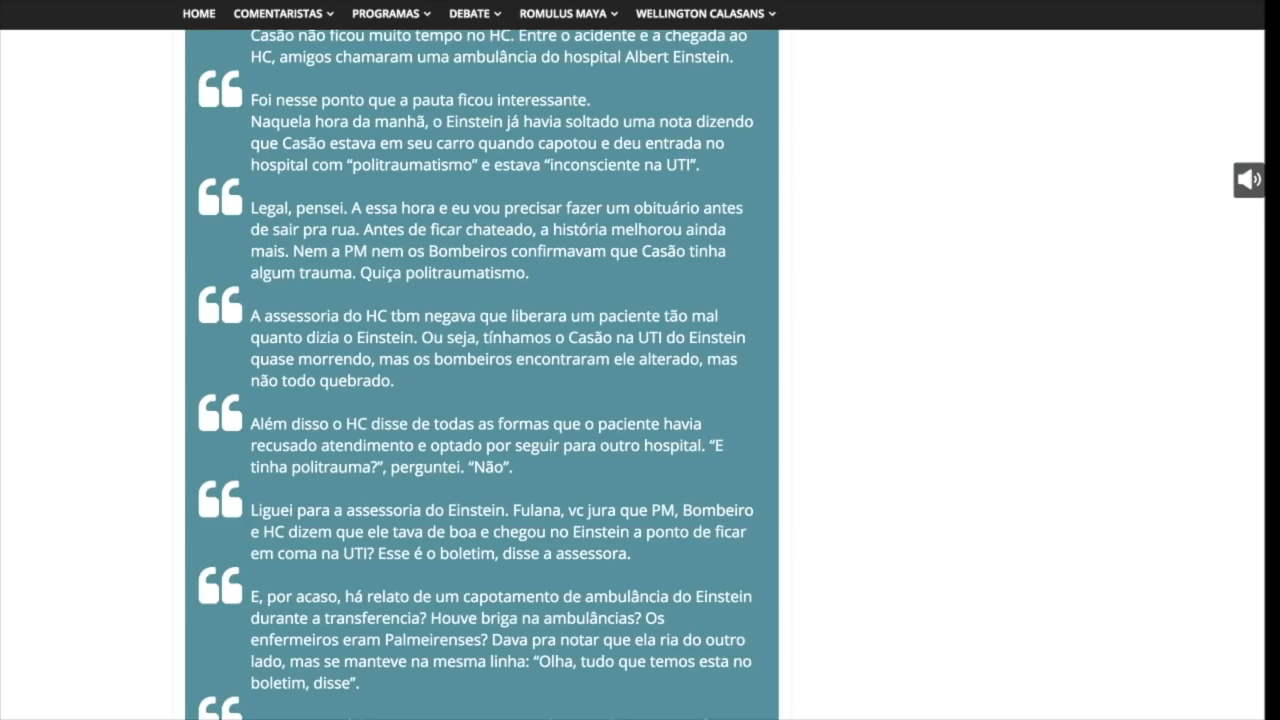 HOME COMENTARISTAS PROGRAMAS DEBATE ROMULUS MAYA WELLINGTON CALASANS
Casão não ficou muito tempo no HC. Entre o acidente e a chegada ao
HC, amigos chamaram uma ambulância do hospital Albert Einstein.
Foi nesse ponto que a pauta ficou interessante.
Naquela hora da manhã, o Einstein já havia soltado uma nota dizendo
que Casão estava em seu carro quando capotou e deu entrada no
hospital com “politraumatismo” e estava “inconsciente na UTI”.
Legal, pensei. A essa hora e eu vou precisar fazer um obituário antes
de sair pra rua. Antes de ficar chateado, a história melhorou ainda
mais. Nem a PM nem os Bombeiros confirmavam que Casão tinha
algum trauma. Quiça politraumatismo.
A assessoria do HC tbm negava que liberara um paciente tão mal
quanto dizia o Einstein. Ou seja, tínhamos o Casão na UTI do Einstein
quase morrendo, mas os bombeiros encontraram ele alterado, mas
não todo quebrado.
Além disso o HC disse de todas as formas que o paciente havia
recusado atendimento e optado por seguir para outro hospital. “E
tinha politrauma?”, perguntei. “Não”.
Liguei para a assessoria do Einstein. Fulana, vc jura que PM, Bombeiro
e HC dizem que ele tava de boa e chegou no Einstein a ponto de ficar
em coma na UTI? Esse é o boletim, disse a assessora.
E, por acaso, há relato de um capotamento de ambulância do Einstein
durante a transferencia? Houve briga na ambulâncias? Os
enfermeiros eram Palmeirenses? Dava pra notar que ela ria do outro
lado, mas se manteve na mesma linha: “Olha, tudo que temos esta no
boletim, disse”.